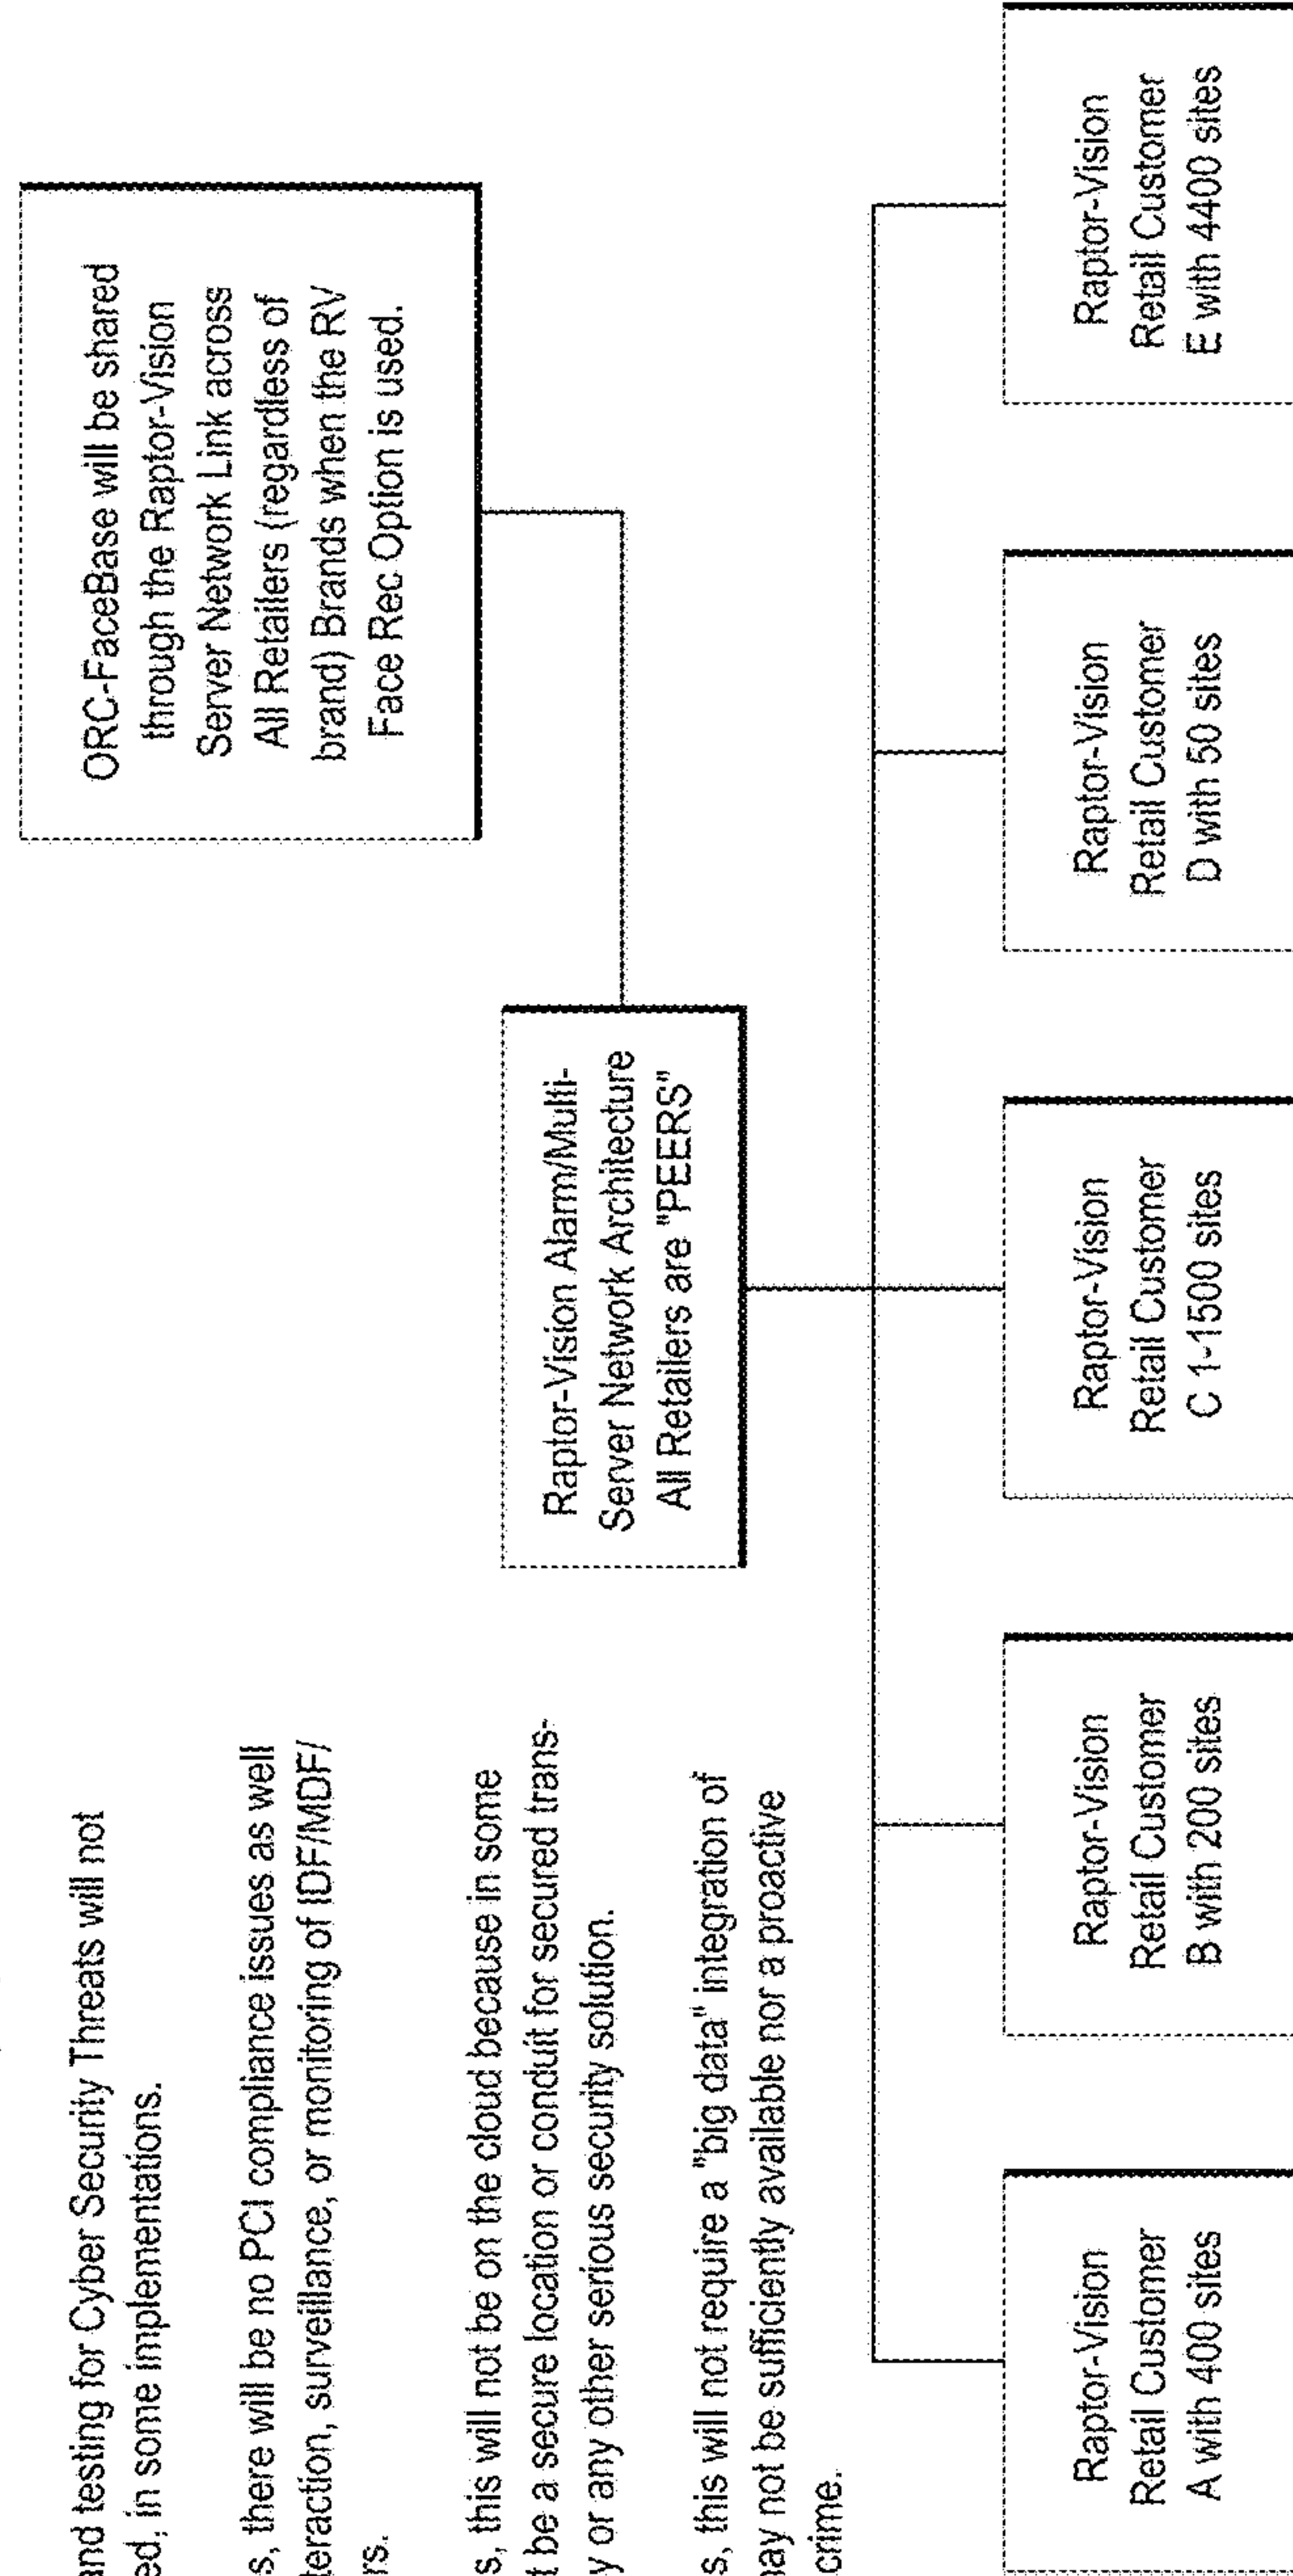 and testing for Cyber Security Threats will not
ed, in some implementations.
s, there will be no PCI compliance issues as well
teraction, surveillance, or monitoring of IDF/MDF/
rs.
s, this will not be on the cloud because in some
t be a secure location or conduit for secured trans-
y or any other serious security solution.
s, this will not require a "big data" integration of
may not be sufficiently available nor a proactive
crime.
ORC-FaceBase will be shared
through the Raptor-Vision
Server Network Link across
All Retailers (regardless of
brand) Brands when the RV
Face Rec Option is used.
Raptor-Vision Alarm/Multi-
Server Network Architecture
All Retailers are "PEERS"
Raptor-Vision
Retail Customer
A with 400 sites
Raptor-Vision
Retail Customer
B with 200 sites
Raptor-Vision
Retail Customer
C 1-1500 sites
Raptor-Vision
Retail Customer
D with 50 sites
Raptor-Vision
Retail Customer
E with 4400 sites